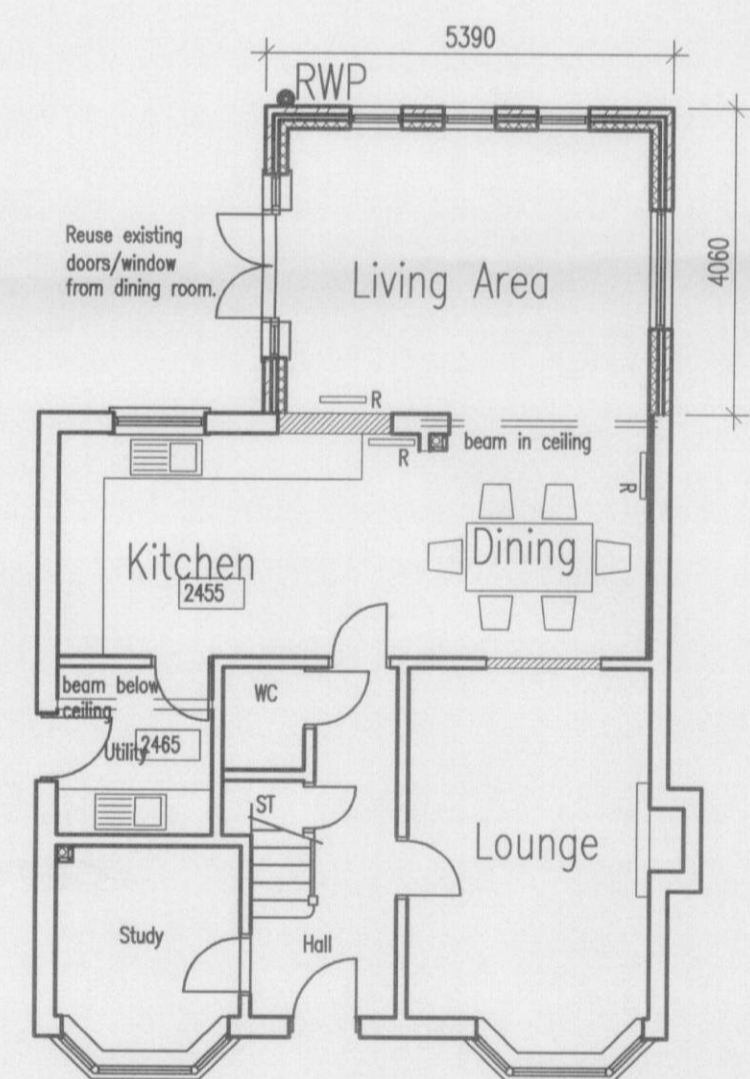 5390
RWP
4060
Reuse existing
doors/window
from dining room.
Living Area
R
R
beam in ceiling
R
Kitchen
2455
Dining
beam below
ceiling
Utility
2465
WC
ST
Lounge
Study
Hall